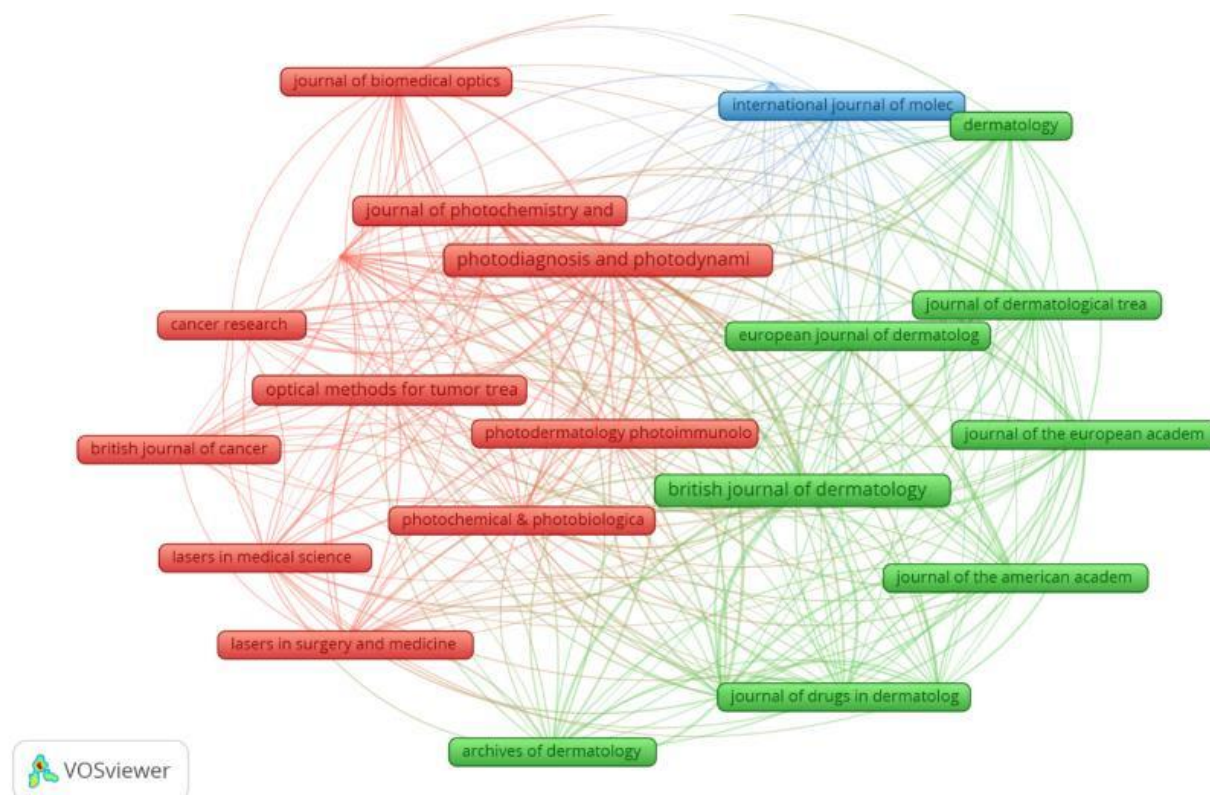 journal of biomedical optics
international journal of molec
dermatology
journal of photochemistry and
photodiagnosis and photodynami
journal of dermatological trea
cancer research
european journal of dermatolog
optical methods for tumor trea
photodermatology photoimmunolo
journal of the european academ
british journal of cancer
british journal of dermatology
photochemical & photobiologica
lasers in medical science
journal of the american academ
lasers in surgery and medicine
journal of drugs in dermatolog
archives of dermatology
VOSviewer